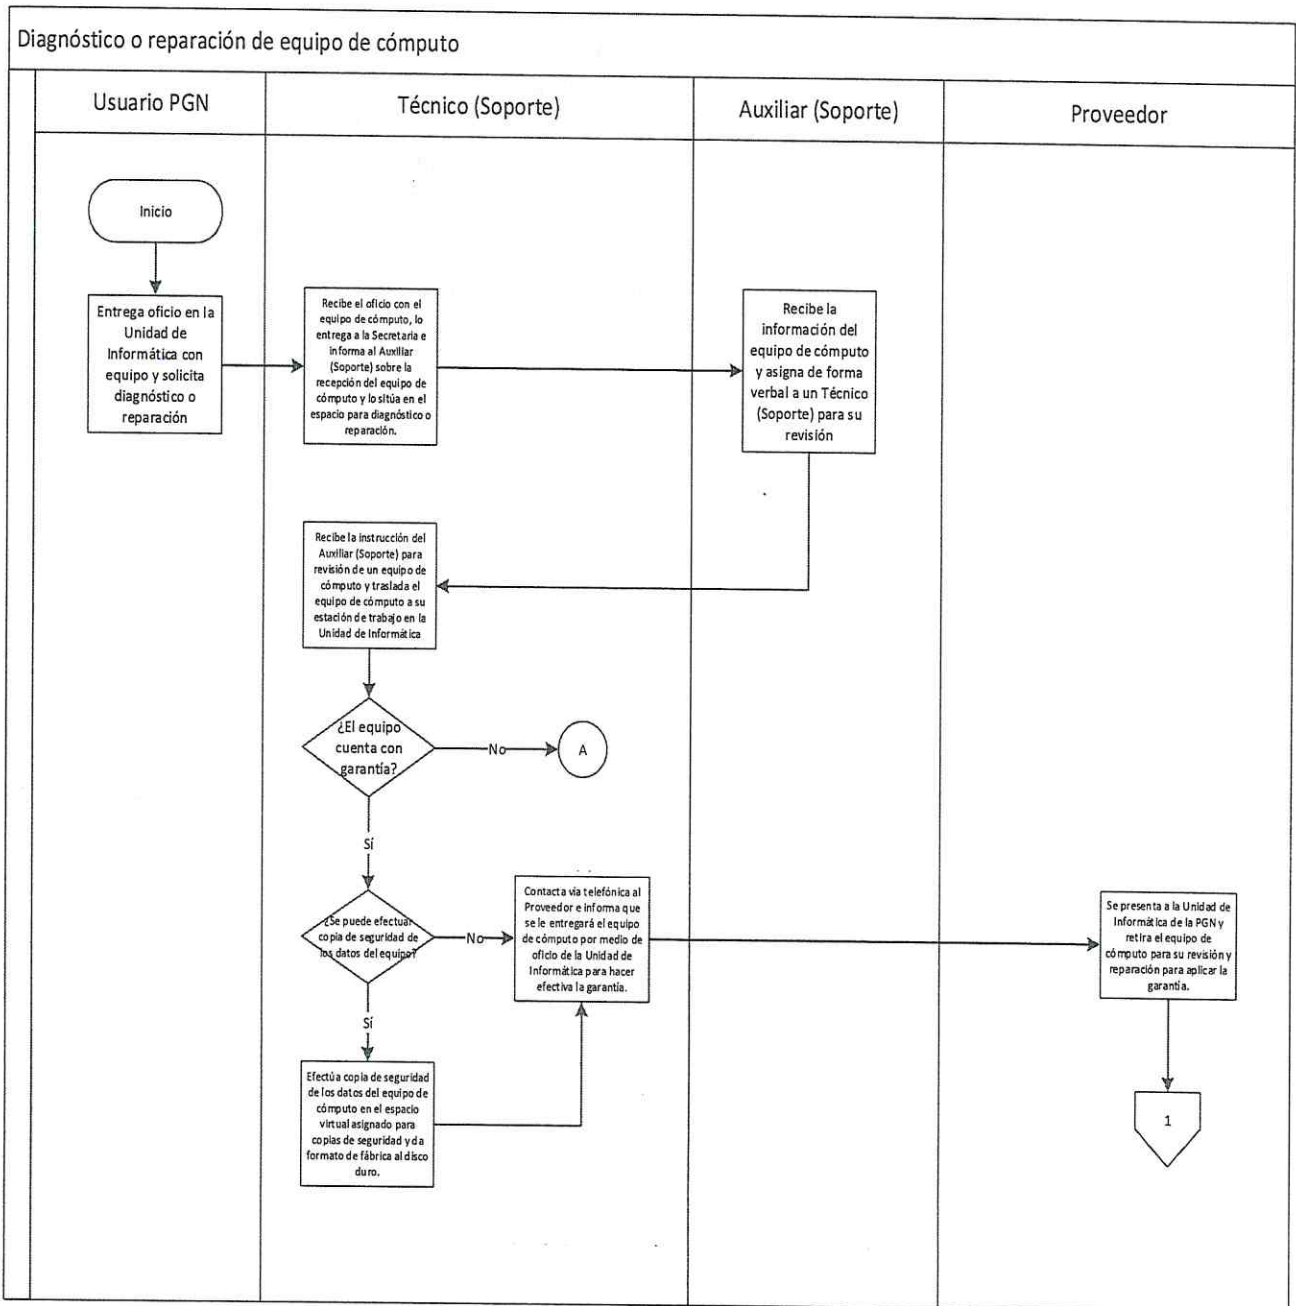 Diagnóstico o reparación de equipo de cómputo
Usuario PGN
Técnico (Soporte)
Auxiliar (Soporte)
Proveedor
Inicio
Entrega oficio en la
Unidad de
Informática con
equipo y solicita
diagnóstico o
reparación
Recibe el oficio con el
equipo de cómputo, lo
entrega a la Secretaria e
informa al Auxiliar
(Soporte) sobre la
recepción del equipo de
cómputo y lo sitúa en el
espacio para diagnóstico o
reparación.
Recibe la
información del
equipo de cómputo
y asigna de forma
verbal a un Técnico
(Soporte) para su
revisión
Recibe la instrucción del
Auxiliar (Soporte) para
revisión de un equipo de
cómputo y traslada el
equipo de cómputo a su
estación de trabajo en la
Unidad de Informática
¿El equipo
cuenta con
garantía?
No
A
Sí
¿Se puede efectuar
copia de seguridad de
los datos del equipo?
No
Contacta vía telefónica al
Proveedor e informa que
se le entregará el equipo
de cómputo por medio de
oficio de la Unidad de
Informática para hacer
efectiva la garantía.
Se presenta a la Unidad de
Informática de la PGN y
retira el equipo de
cómputo para su revisión y
reparación para aplicar la
garantía.
Sí
Efectúa copia de seguridad
de los datos del equipo de
cómputo en el espacio
virtual asignado para
copias de seguridad y da
formato de fábrica al disco
duro.
1